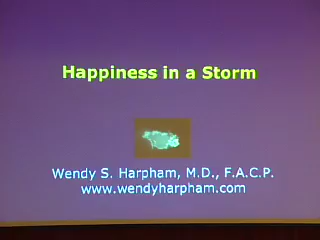 Happiness in a Storm
Wendy S. Harpham, M.D., F.A.C.P.
www.wendyharpham.com